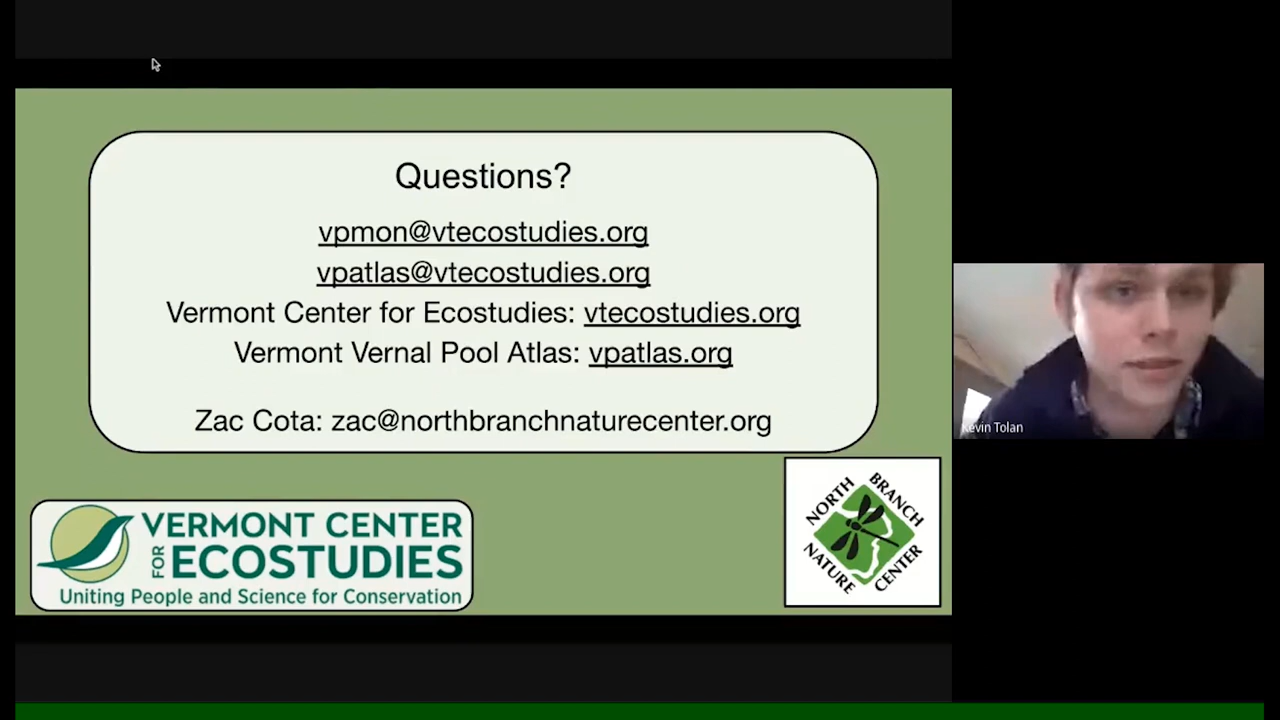 Questions?
vpmon@vtecostudies.org
vpatlas@vtecostudies.org
Vermont Center for Ecostudies: vtecostudies.org
Vermont Vernal Pool Atlas: vpatlas.org
Zac Cota: zac@northbranchnaturecenter.org
Kevin Tolan
VERMONT CENTER
FOR ECOSTUDIES
Uniting People and Science for Conservation
NORTH BRANCH
NATURE CENTER